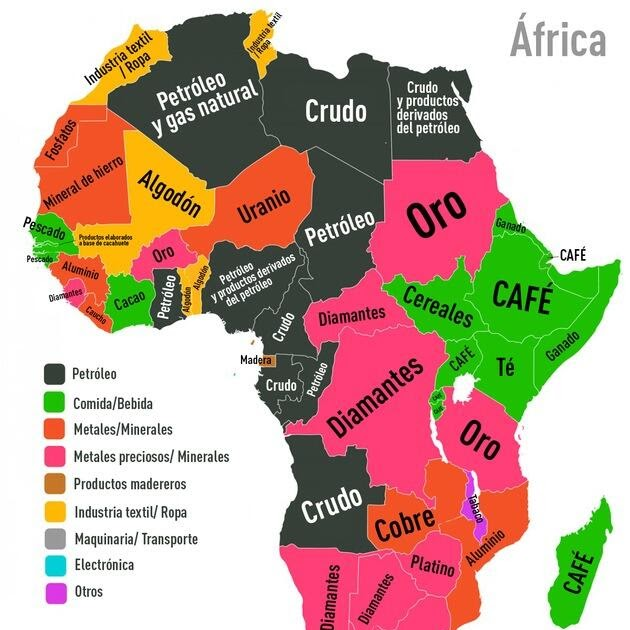 África
Industria textil
/ Ropa
Industria textil
/ Ropa
Petróleo
y gas natural
Crudo
Crudo
y productos
derivados
del petróleo
Fosfatos
Mineral de hierro
Algodón
Uranio
Petróleo
Oro
Ganado
CAFÉ
Pescado
Pescado
Productos elaborados
a base de cacahuete
Oro
Aluminio
Diamantes
Caucho
Cacao
Petróleo
Algodón
Algodón
Petróleo
y productos derivados
del petróleo
Crudo
Diamantes
Cereales
CAFÉ
Ganado
Madera
Crudo
Petróleo
Diamantes
CAFÉ
Té
CAFÉ
CAFÉ
Oro
Crudo
Cobre
Tabaco
Aluminio
Platino
Diamantes
Diamantes
CAFÉ
Petróleo
Comida/Bebida
Metales/Minerales
Metales preciosos/ Minerales
Productos madereros
Industria textil/ Ropa
Maquinaria/ Transporte
Electrónica
Otros